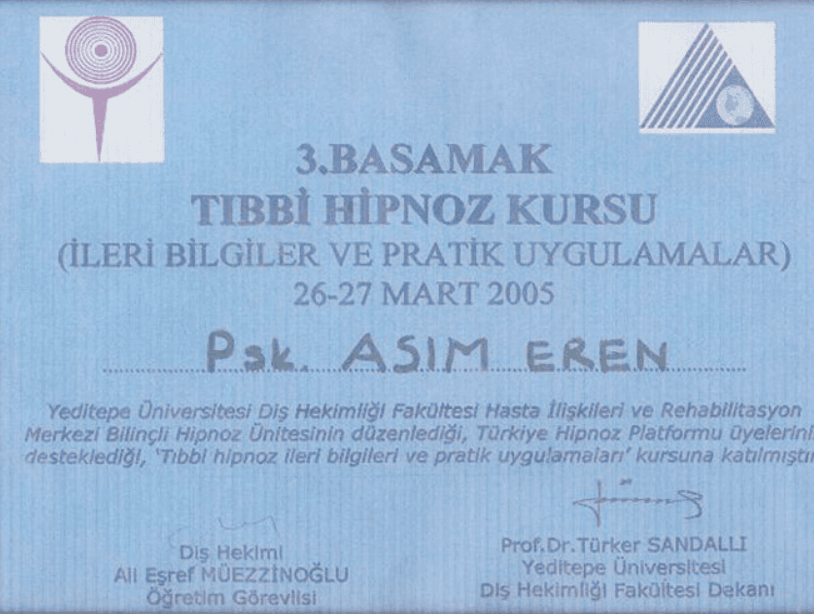 3.BASAMAK
TIBBİ HİPNOZ KURSU
(İLERİ BİLGİLER VE PRATİK UYGULAMALAR)
26-27 MART 2005
Psk. ASIM EREN
Yeditepe Üniversitesi Diş Hekimliği Fakültesi Hasta İlişkileri ve Rehabilitasyon
Merkezi Bilinçli Hipnoz Ünitesinin düzenlediği, Türkiye Hipnoz Platformu üyelerini
desteklediği, ‘Tıbbi hipnoz ileri bilgileri ve pratik uygulamaları’ kursuna katılmıştır
Diş Hekimi
Ali Eşref MÜEZZİNOĞLU
Öğretim Görevlisi
Prof.Dr.Türker SANDALLI
Yeditepe Üniversitesi
Diş Hekimliği Fakültesi Dekanı